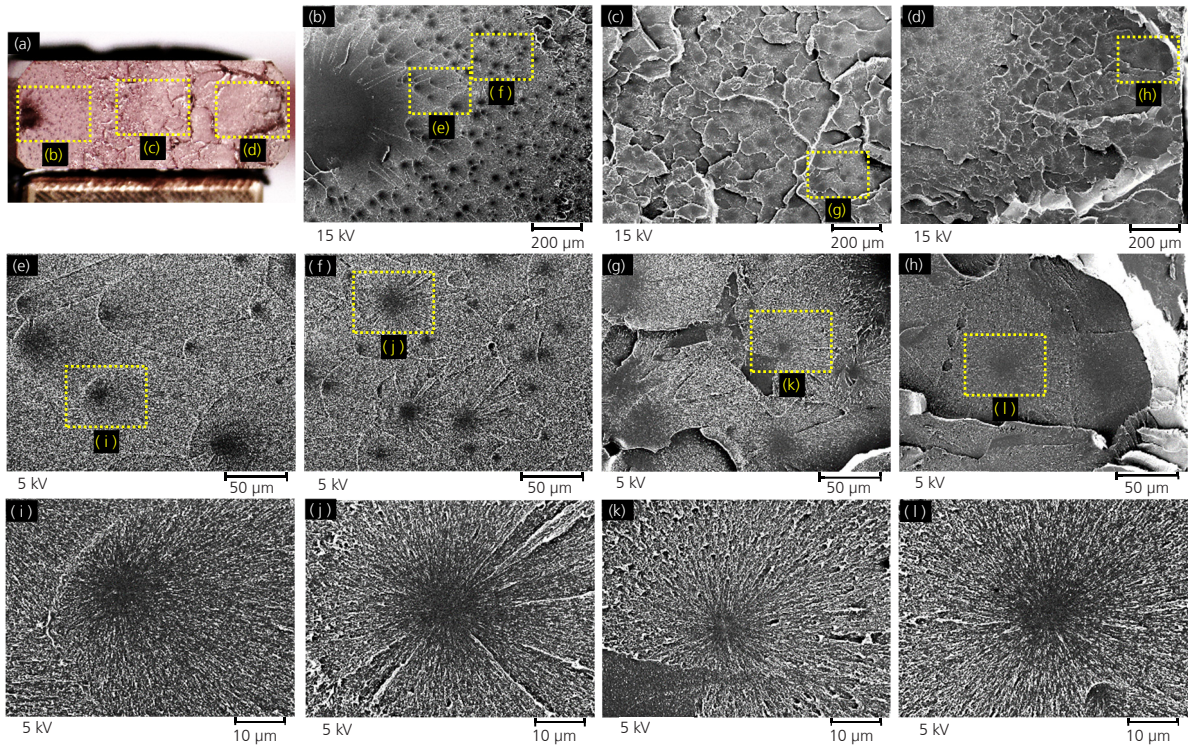 (a)
(b)
(c)
(d)
(b)
(f)
(e)
15 kV
200 µm
(c)
(g)
15 kV
200 µm
(d)
(h)
15 kV
200 µm
(e)
(i)
5 kV
50 µm
(f)
(j)
5 kV
50 µm
(g)
(k)
5 kV
50 µm
(h)
(l)
5 kV
50 µm
(i)
5 kV
10 µm
(j)
5 kV
10 µm
(k)
5 kV
10 µm
(l)
5 kV
10 µm